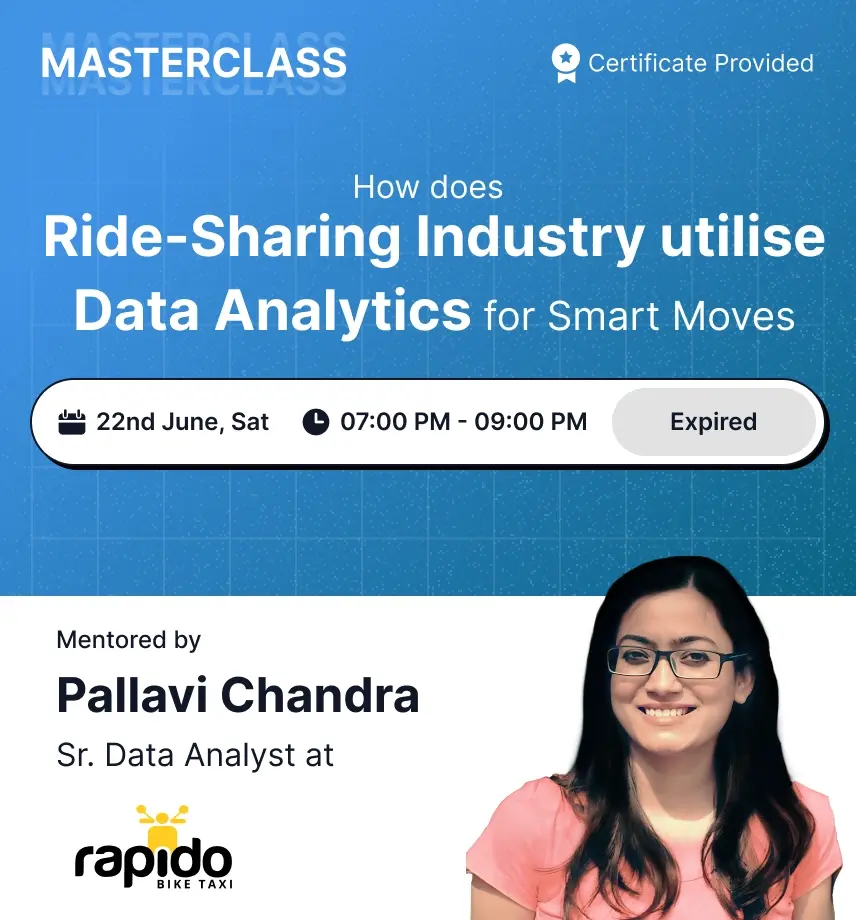 MASTERCLASS
Certificate Provided
How does
Ride-Sharing Industry utilise
Data Analytics for Smart Moves
22nd June, Sat 07:00 PM - 09:00 PM Expired
Mentored by
Pallavi Chandra
Sr. Data Analyst at
rapido
BIKE TAXI